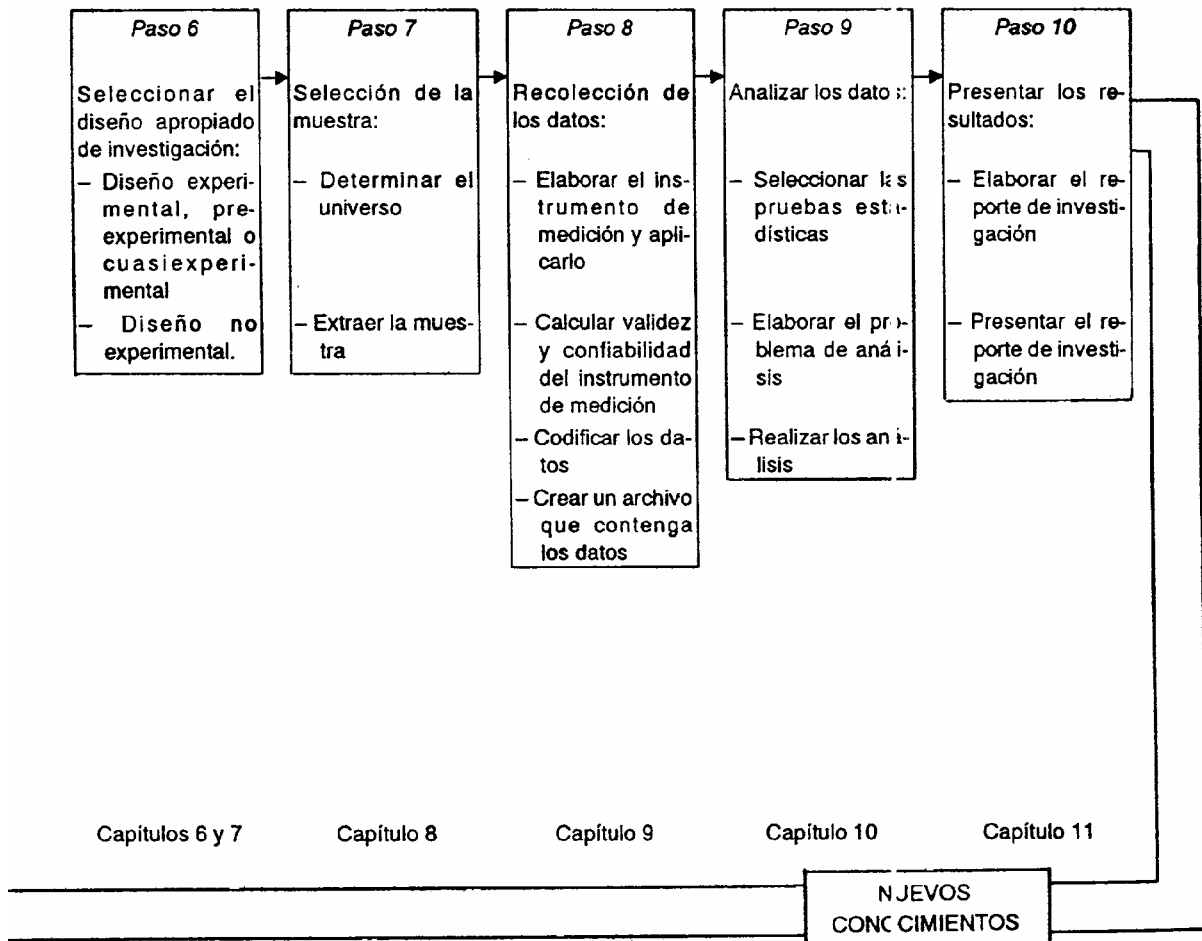 Paso 6
Seleccionar el
diseño apropiado
de investigación:
– Diseño experi-
mental, pre-
experimental o
cuasiexperi-
mental
– Diseño no
experimental.
Paso 7
Selección de la
muestra:
– Determinar el
universo
– Extraer la mues-
tra
Paso 8
Recolección de
los datos:
– Elaborar el ins-
trumento de
medición y apli-
carlo
– Calcular validez
y confiabilidad
del instrumento
de medición
– Codificar los da-
tos
– Crear un archivo
que contenga
los datos
Paso 9
Analizar los datos:
– Seleccionar las
pruebas esta-
dísticas
– Elaborar el pro-
blema de análi-
sis
– Realizar los aná-
lisis
Paso 10
Presentar los re-
sultados:
– Elaborar el re-
porte de investi-
gación
– Presentar el re-
porte de investi-
gación
Capítulos 6 y 7
Capítulo 8
Capítulo 9
Capítulo 10
Capítulo 11
NUEVOS
CONOCIMIENTOS